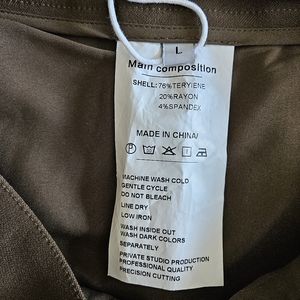 L
Main composition
SHELL: 76%TERYIENE
20%RAYON
4%SPANDEX
MADE IN CHINA/
MACHINE WASH COLD
GENTLE CYCLE
DO NOT BLEACH
LINE DRY
LOW IRON
WASH INSIDE OUT
WASH DARK COLORS
SEPARATELY
PRIVATE STUDIO PRODUCTION
PROFESSIONAL QUALITY
PRECISION CUTTING